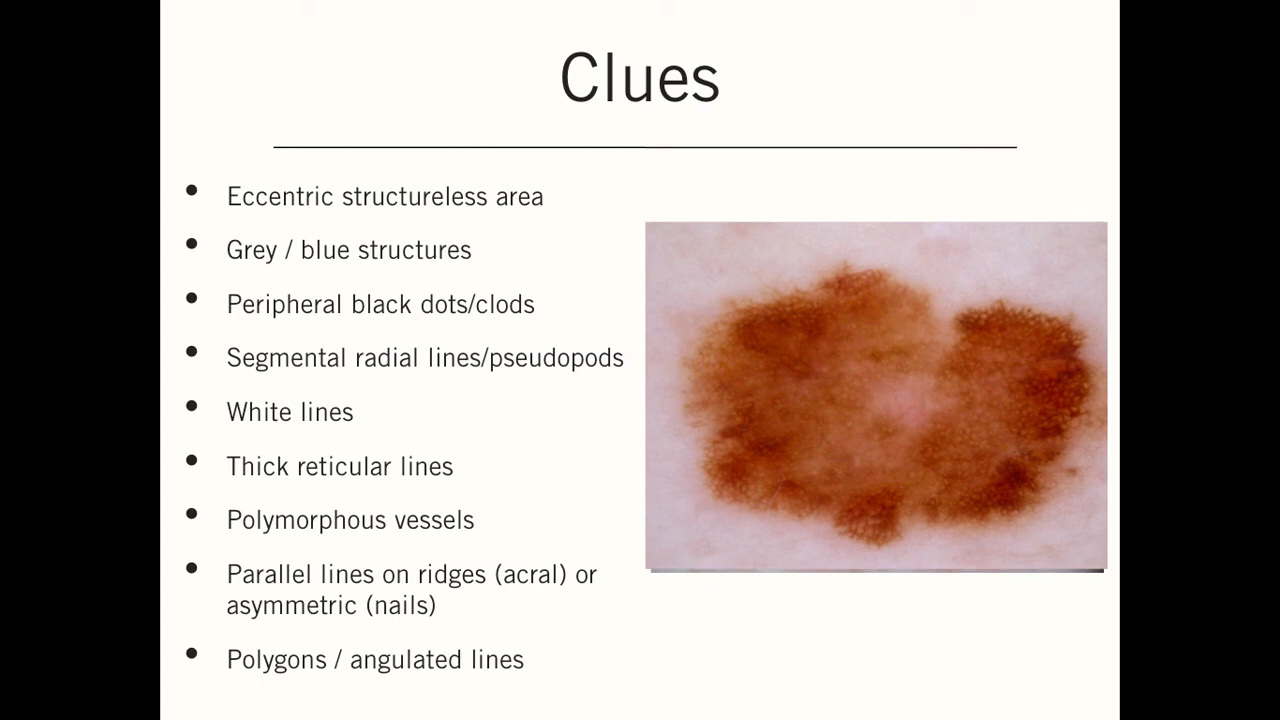 Clues
• Eccentric structureless area
• Grey / blue structures
• Peripheral black dots/clods
• Segmental radial lines/pseudopods
• White lines
• Thick reticular lines
• Polymorphous vessels
• Parallel lines on ridges (acral) or
asymmetric (nails)
• Polygons / angulated lines